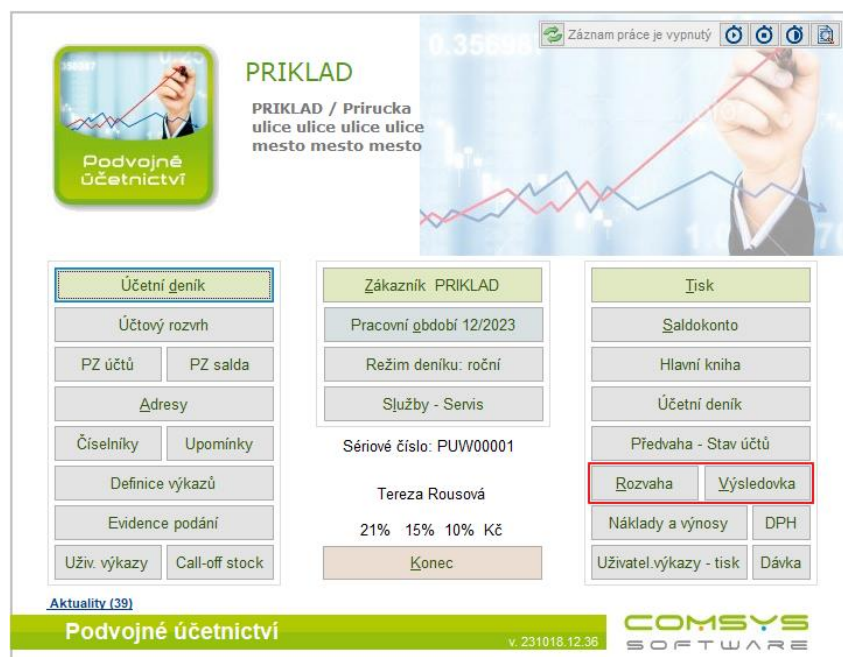 Záznam práce je vypnutý
PRIKLAD
PRIKLAD / Prirucka
ulice ulice ulice ulice
mesto mesto mesto
Podvojné
účetnictví
Účetní deník
Zákazník PRIKLAD
Tisk
Účtový rozvrh
Pracovní období 12/2023
Saldokonto
PZ účtů
PZ salda
Režim deníku: roční
Hlavní kniha
Adresy
Služby - Servis
Účetní deník
Číselníky
Upomínky
Sériové číslo: PUW00001
Předvaha - Stav účtů
Definice výkazů
Tereza Rousová
Rozvaha
Výsledovka
Evidence podání
21% 15% 10% Kč
Náklady a výnosy
DPH
Uživ. výkazy
Call-off stock
Konec
Uživatel.výkazy - tisk
Dávka
Aktuality (39)
Podvojné účetnictví
v. 231018.12.36
COMSYS
SOFTWARE